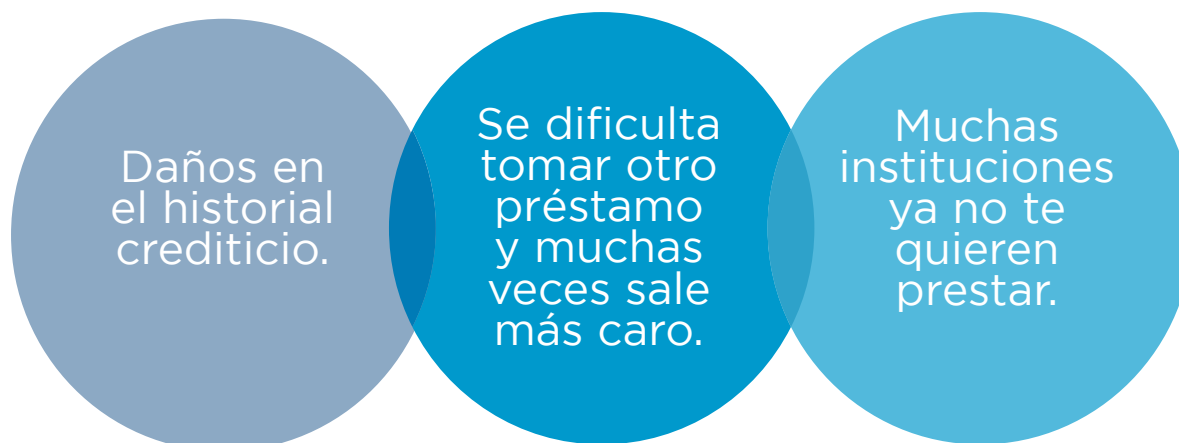 Daños en
el historial
crediticio.
Se dificulta
tomar otro
préstamo
y muchas
veces sale
más caro.
Muchas
instituciones
ya no te
quieren
prestar.